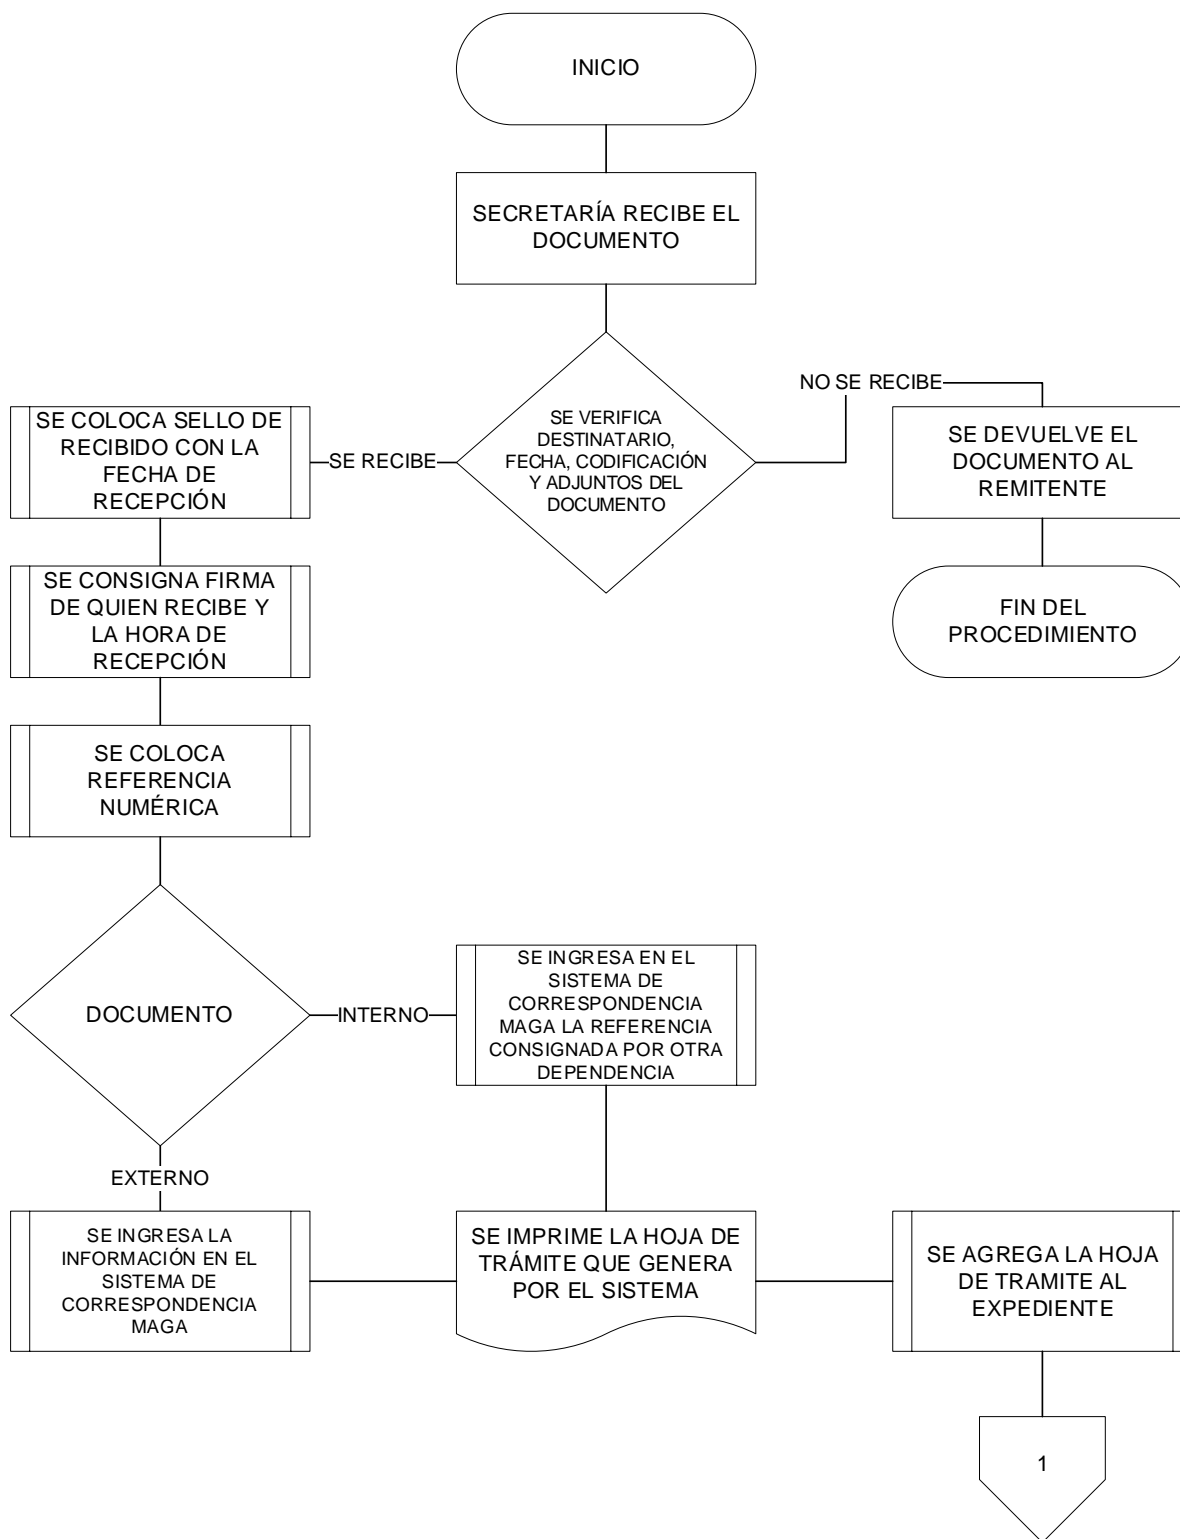 INICIO
SECRETARÍA RECIBE EL
DOCUMENTO
SE VERIFICA
DESTINATARIO,
FECHA, CODIFICACIÓN
Y ADJUNTOS DEL
DOCUMENTO
NO SE RECIBE
SE DEVUELVE EL
DOCUMENTO AL
REMITENTE
FIN DEL
PROCEDIMIENTO
SE RECIBE
SE COLOCA SELLO DE
RECIBIDO CON LA
FECHA DE
RECEPCIÓN
SE CONSIGNA FIRMA
DE QUIEN RECIBE Y
LA HORA DE
RECEPCIÓN
SE COLOCA
REFERENCIA
NUMÉRICA
DOCUMENTO
INTERNO
SE INGRESA EN EL
SISTEMA DE
CORRESPONDENCIA
MAGA LA REFERENCIA
CONSIGNADA POR OTRA
DEPENDENCIA
EXTERNO
SE INGRESA LA
INFORMACIÓN EN EL
SISTEMA DE
CORRESPONDENCIA
MAGA
SE IMPRIME LA HOJA DE
TRÁMITE QUE GENERA
POR EL SISTEMA
SE AGREGA LA HOJA
DE TRAMITE AL
EXPEDIENTE
1